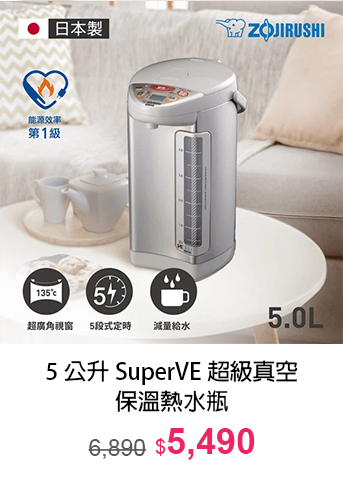 日本製
ZOJIRUSHI
能源效率
第1級
135℃
5
超廣角視窗
5段式定時
減量給水
5.0L
5 公升 SuperVE 超級真空
保溫熱水瓶
6,890 $5,490